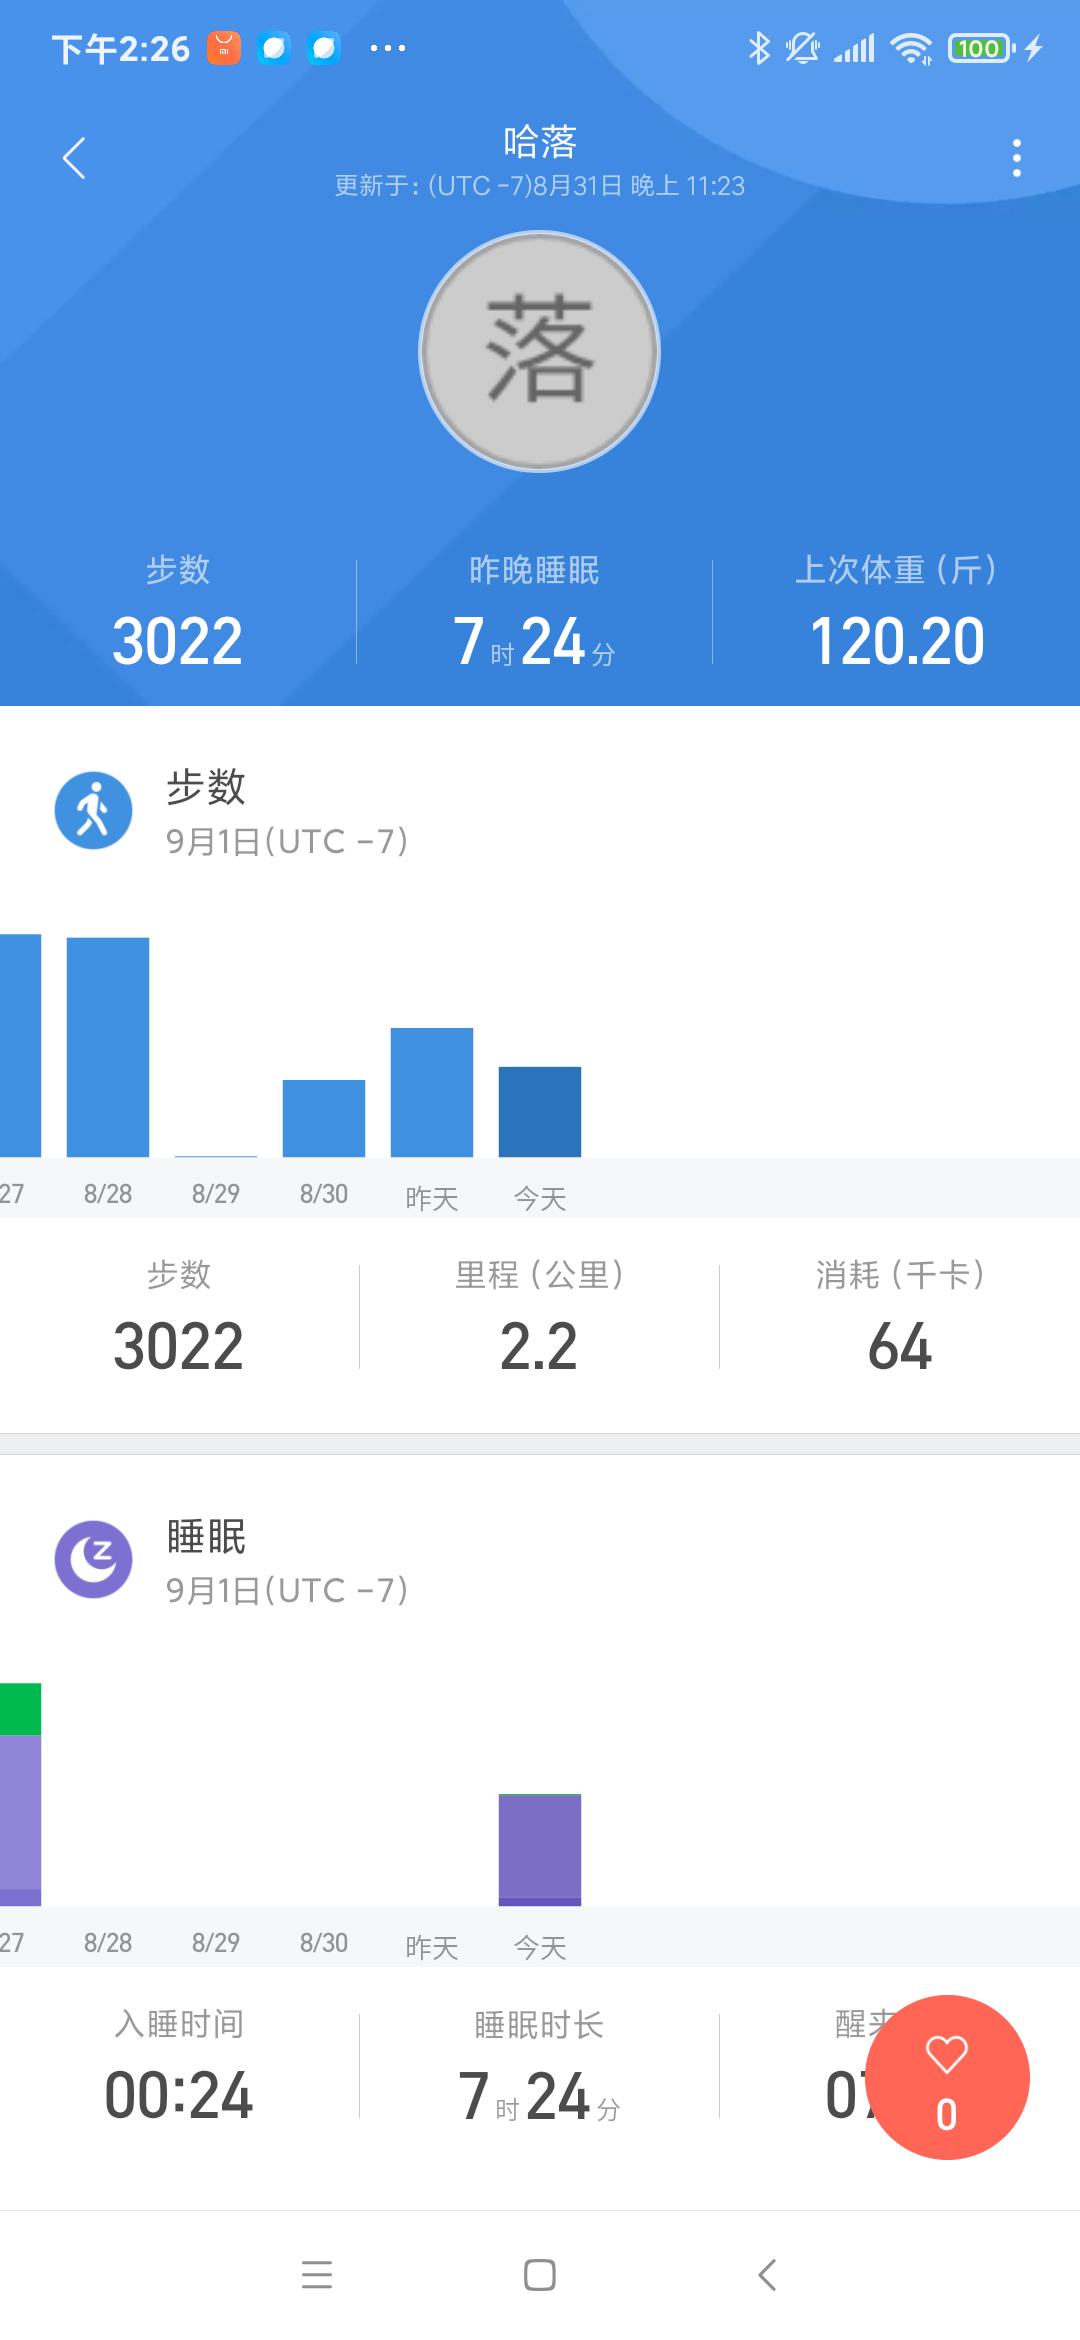 下午2:26
100
哈落
更新于: (UTC -7)8月31日 晚上 11:23
落
步数 昨晚睡眠 上次体重 (斤)
3022 7时24分 120.20
步数
9月1日(UTC -7)
27 8/28 8/29 8/30 昨天 今天
步数 里程 (公里) 消耗 (千卡)
3022 2.2 64
睡眠
9月1日(UTC -7)
27 8/28 8/29 8/30 昨天 今天
入睡时间 睡眠时长 醒来
00:24 7时24分 07
0